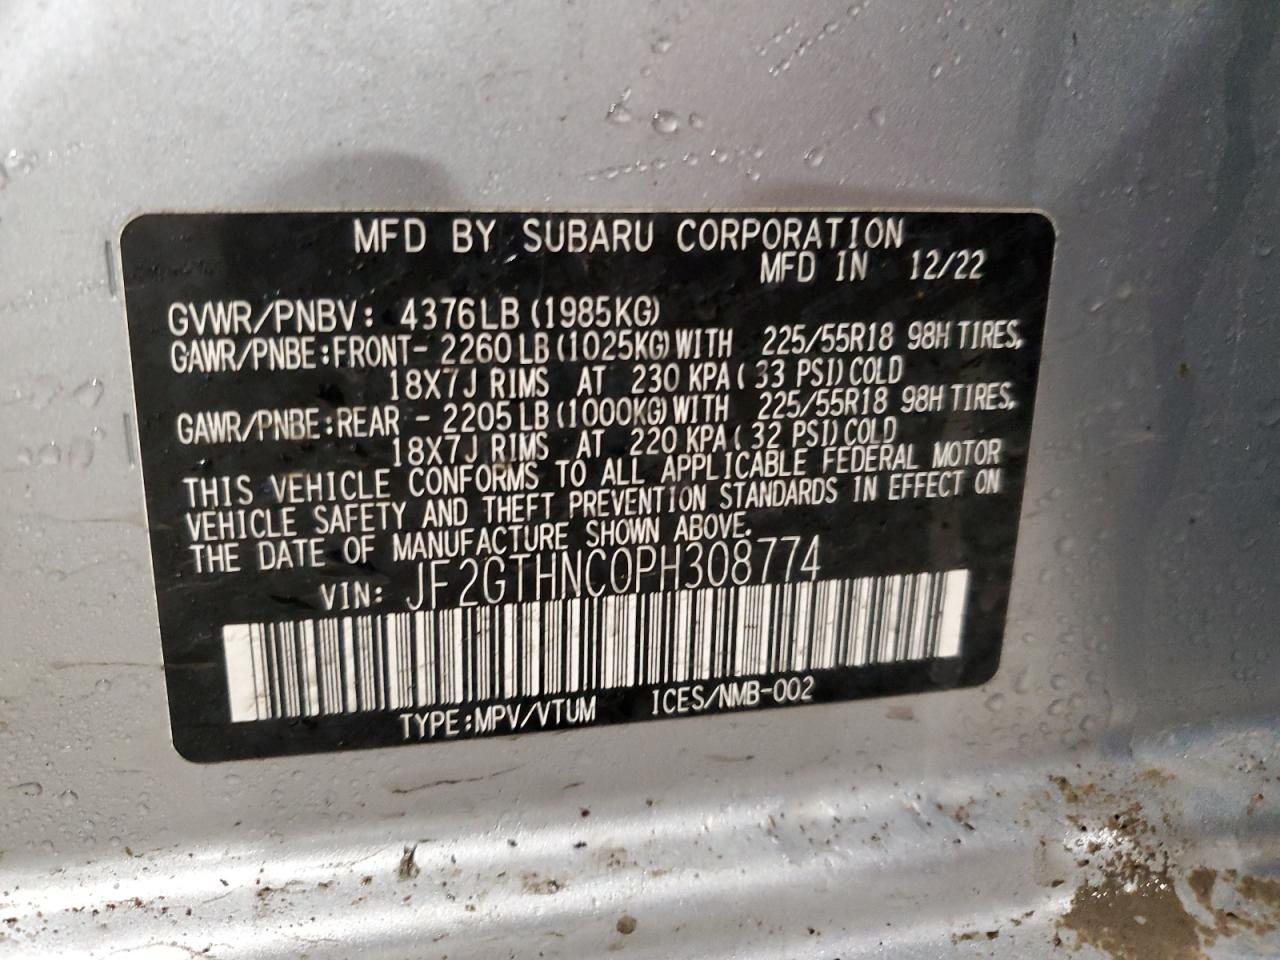 MFD BY SUBARU CORPORATION
MFD IN 12/22
GVWR/PNBV: 4376LB (1985KG)
GAWR/PNBE:FRONT- 2260 LB (1025KG) WITH 225/55R18 98H TIRES,
18X7J RIMS AT 230 KPA ( 33 PSI) COLD
GAWR/PNBE:REAR - 2205 LB (1000KG) WITH 225/55R18 98H TIRES,
18X7J RIMS AT 220 KPA ( 32 PSI) COLD
THIS VEHICLE CONFORMS TO ALL APPLICABLE FEDERAL MOTOR
VEHICLE SAFETY AND THEFT PREVENTION STANDARDS IN EFFECT ON
THE DATE OF MANUFACTURE SHOWN ABOVE.
VIN: JF2GTHNC0PH308774
TYPE:MPV/VTUM ICES/NMB-002